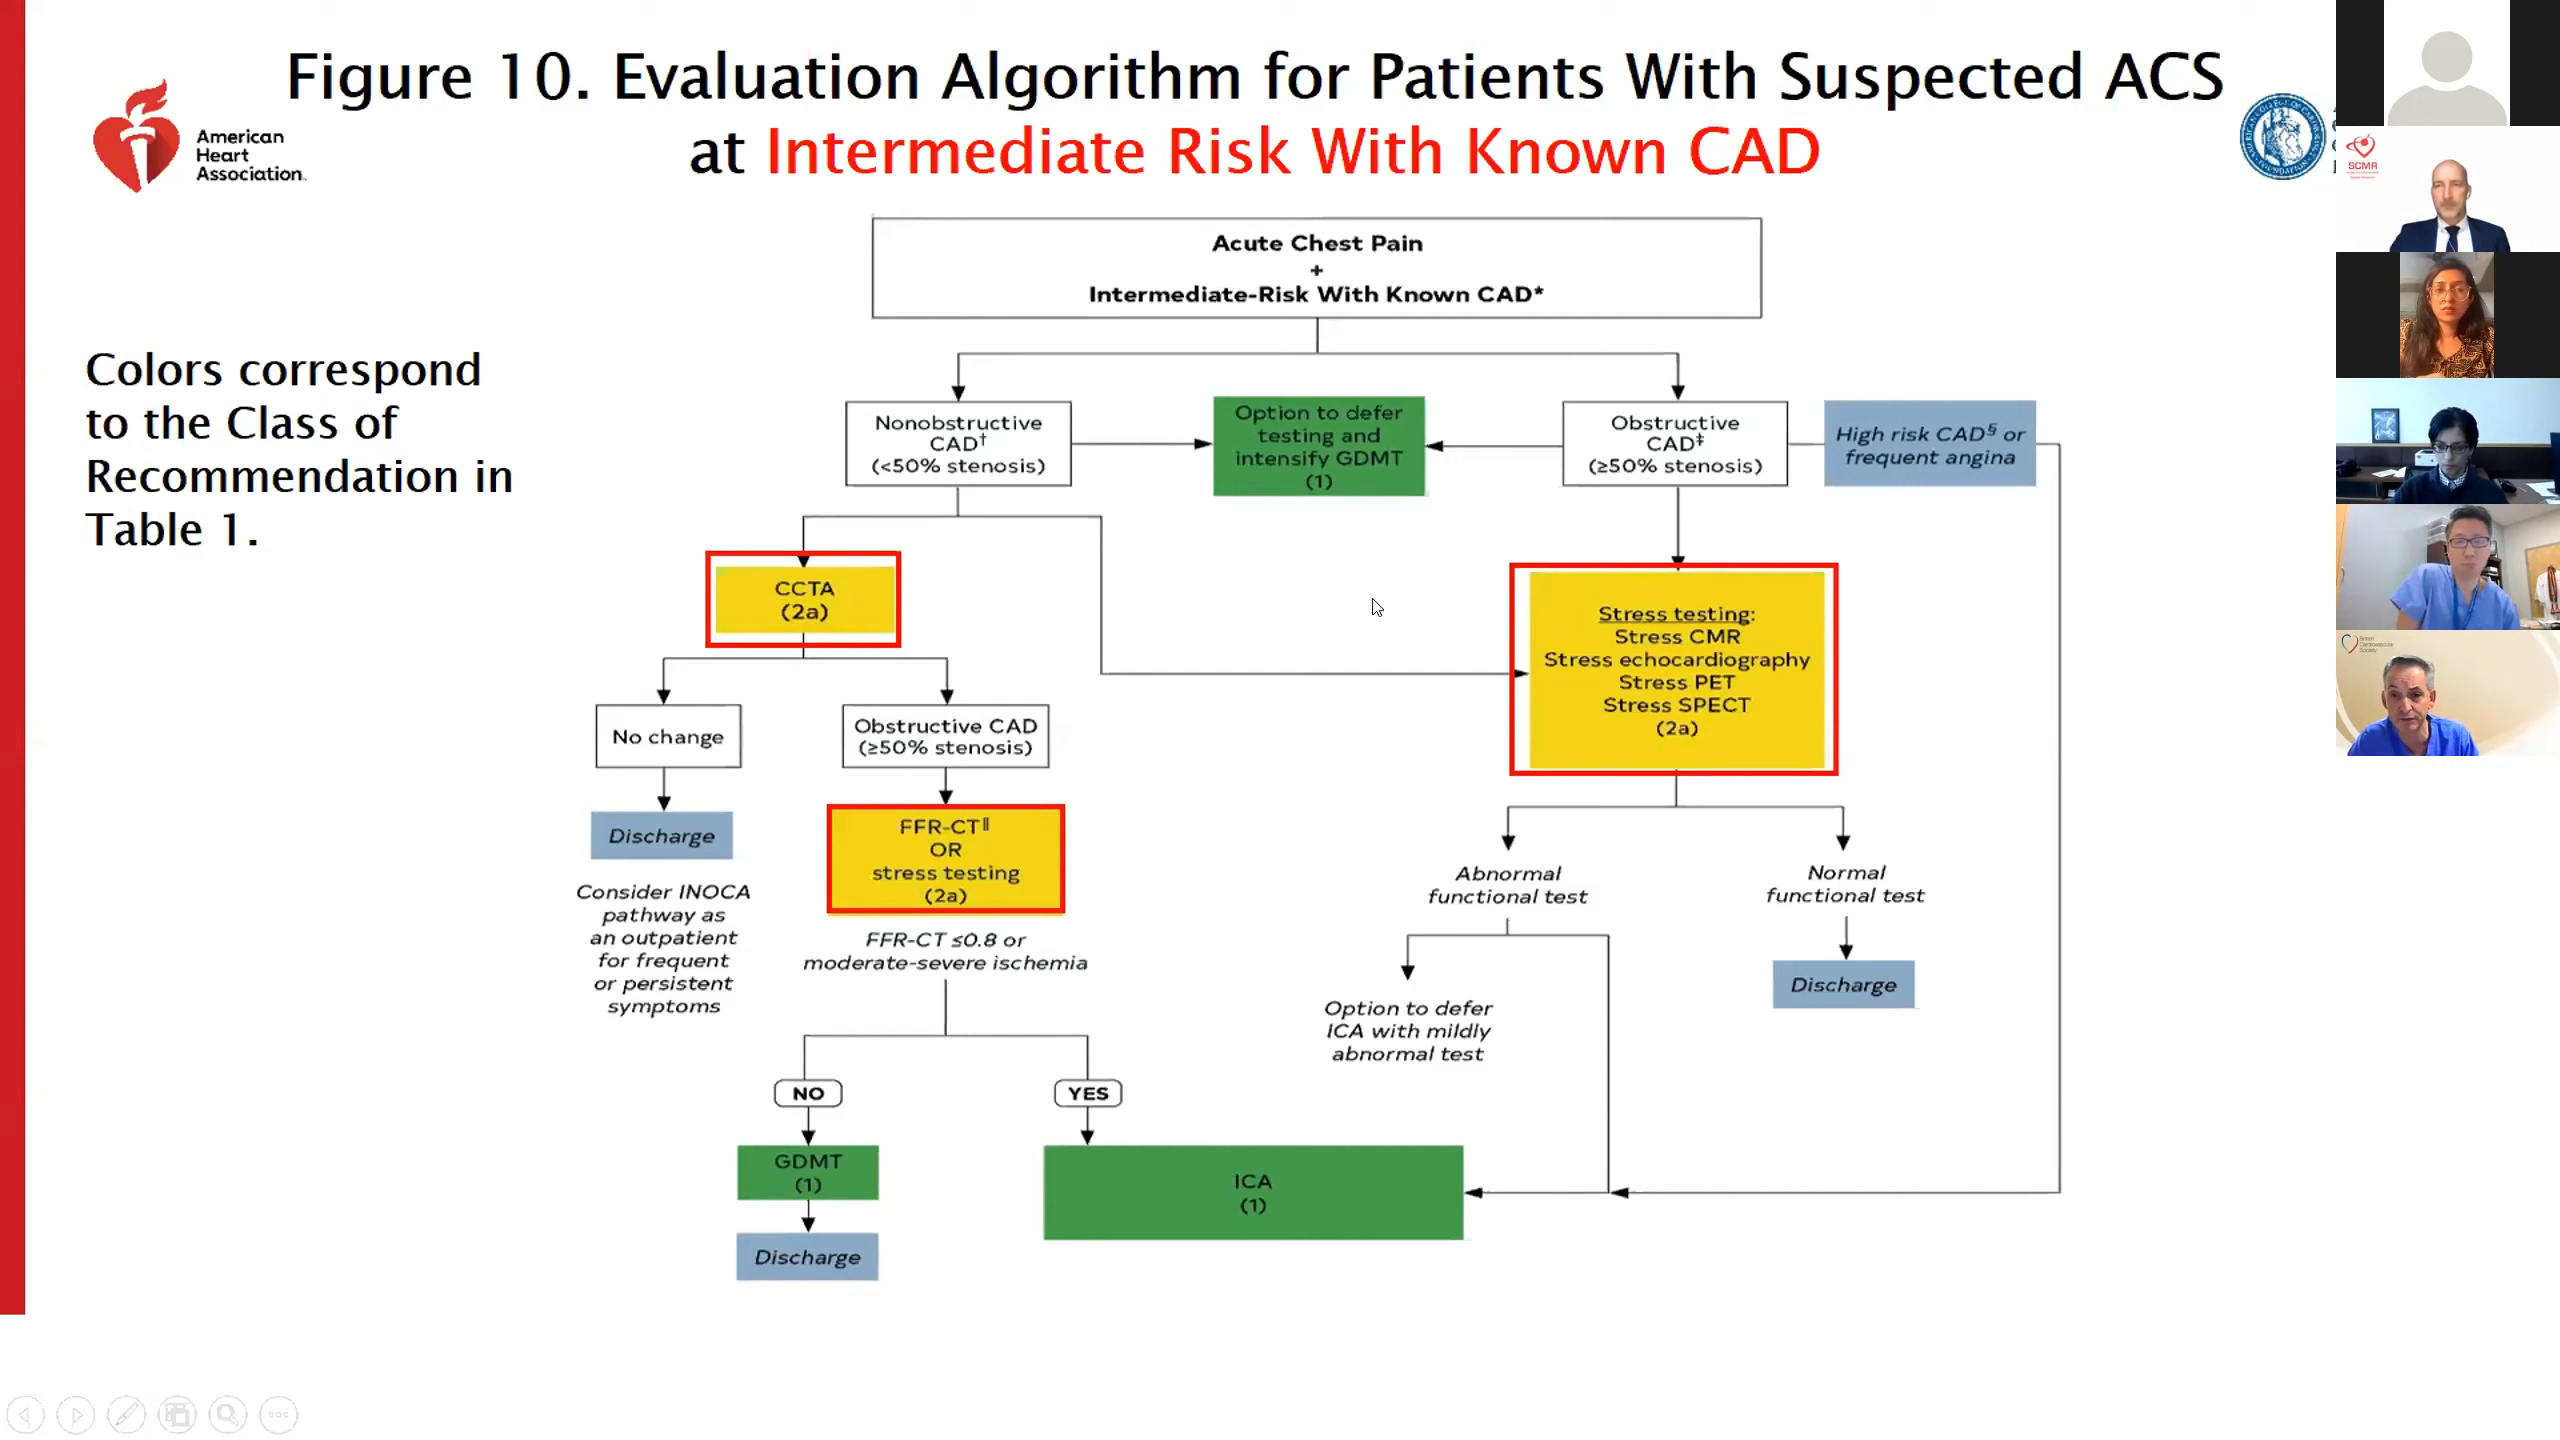 Figure 10. Evaluation Algorithm for Patients With Suspected ACS
at Intermediate Risk With Known CAD
American
Heart
Association.
SCMR
Colors correspond
to the Class of
Recommendation in
Table 1.
Acute Chest Pain
+
Intermediate-Risk With Known CAD*
Nonobstructive
CAD†
(<50% stenosis)
Option to defer
testing and
intensify GDMT
(1)
Obstructive
CAD‡
(≥50% stenosis)
High risk CAD§ or
frequent angina
CCTA
(2a)
Stress testing:
Stress CMR
Stress echocardiography
Stress PET
Stress SPECT
(2a)
No change
Obstructive CAD
(≥50% stenosis)
Discharge
Consider INOCA
pathway as
an outpatient
for frequent
or persistent
symptoms
FFR-CT‖
OR
stress testing
(2a)
FFR-CT ≤0.8 or
moderate-severe ischemia
Abnormal
functional test
Normal
functional test
Option to defer
ICA with mildly
abnormal test
Discharge
NO
YES
GDMT
(1)
ICA
(1)
Discharge
British
Cardiovascular
Society